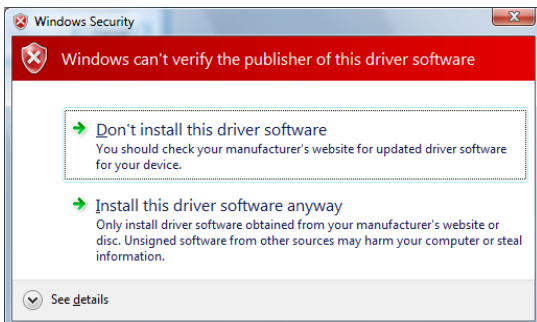 Windows Security
Windows can't verify the publisher of this driver software
Don't install this driver software
You should check your manufacturer's website for updated driver software
for your device.
Install this driver software anyway
Only install driver software obtained from your manufacturer's website or
disc. Unsigned software from other sources may harm your computer or steal
information.
See details